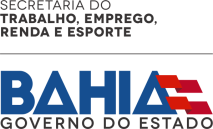 SECRETARIA DO
TRABALHO, EMPREGO,
RENDA E ESPORTE
BAHIA
GOVERNO DO ESTADO